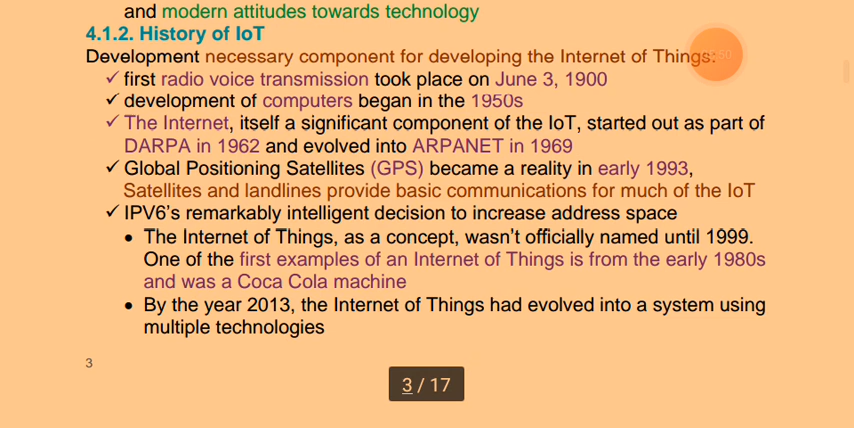 and modern attitudes towards technology
4.1.2. History of IoT
Development necessary component for developing the Internet of Things:
✓ first radio voice transmission took place on June 3, 1900
✓ development of computers began in the 1950s
✓ The Internet, itself a significant component of the IoT, started out as part of
DARPA in 1962 and evolved into ARPANET in 1969
✓ Global Positioning Satellites (GPS) became a reality in early 1993,
Satellites and landlines provide basic communications for much of the IoT
✓ IPV6's remarkably intelligent decision to increase address space
• The Internet of Things, as a concept, wasn't officially named until 1999.
One of the first examples of an Internet of Things is from the early 1980s
and was a Coca Cola machine
• By the year 2013, the Internet of Things had evolved into a system using
multiple technologies
3
3 / 17